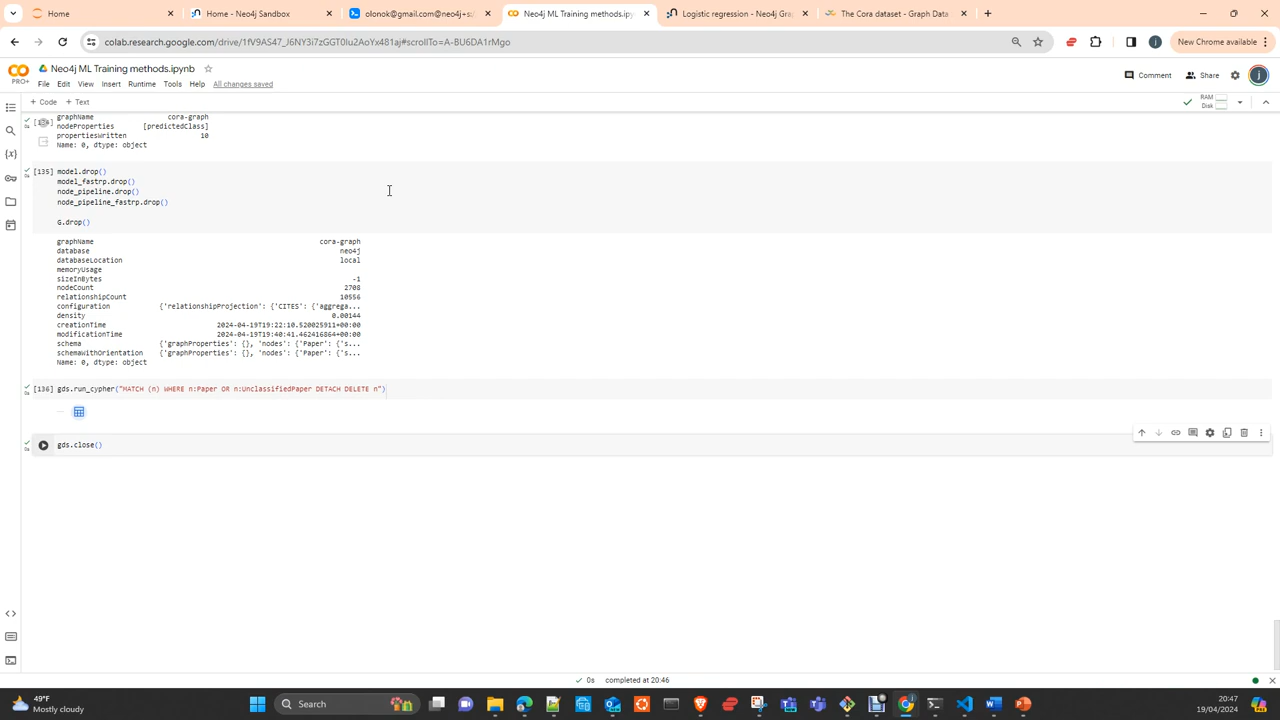 Home
Home - Neo4j Sandbox
olonok@gmail.com@neo4j+s:/
Neo4j ML Training methods.ipyn
Logistic regression - Neo4j Gra
The Cora dataset - Graph Data
colab.research.google.com/drive/1fV9AS47_J6NY3i7zGGT0Iu2AoYx481aj#scrollTo=A-BU6DA1rMgo
New Chrome available
Neo4j ML Training methods.ipynb
PRO+
File Edit View Insert Runtime Tools Help All changes saved
Comment
Share
+ Code + Text
RAM
Disk
graphName cora-graph
nodeProperties [predictedClass]
propertiesWritten 10
Name: 0, dtype: object
[135] model.drop()
model_fastrp.drop()
node_pipeline.drop()
node_pipeline_fastrp.drop()
G.drop()
graphName cora-graph
database neo4j
databaseLocation local
memoryUsage
sizeInBytes -1
nodeCount 2708
relationshipCount 10556
configuration {'relationshipProjection': {'CITES': {'aggrega...
density 0.00144
creationTime 2024-04-19T19:22:10.520025911+00:00
modificationTime 2024-04-19T19:40:41.462416864+00:00
schema {'graphProperties': {}, 'nodes': {'Paper': {'s...
schemaWithOrientation {'graphProperties': {}, 'nodes': {'Paper': {'s...
Name: 0, dtype: object
[136] gds.run_cypher("MATCH (n) WHERE n:Paper OR n:UnclassifiedPaper DETACH DELETE n")
gds.close()
0s completed at 20:46
49°F
Mostly cloudy
Search
20:47
19/04/2024